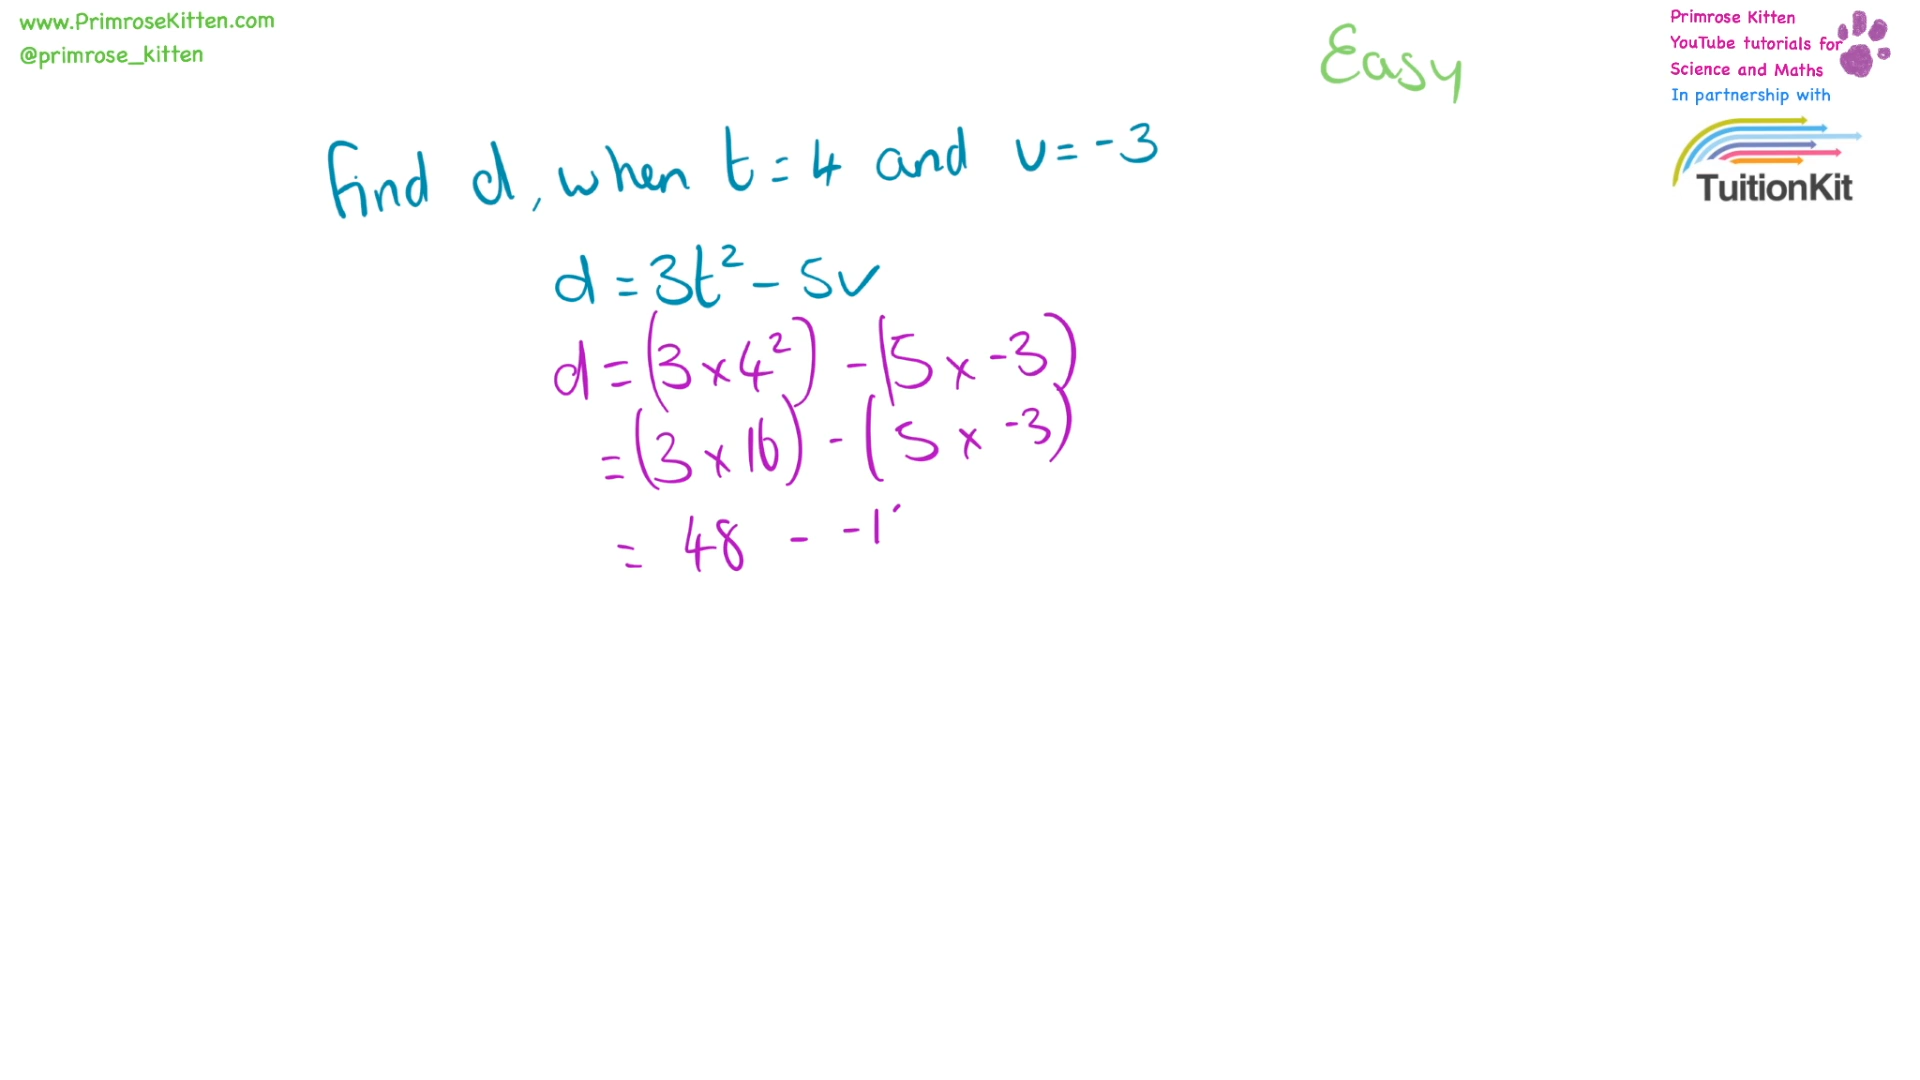 www.PrimroseKitten.com
@primrose_kitten
Easy
Primrose Kitten
YouTube tutorials for
Science and Maths
In partnership with
TuitionKit
Find d, when t = 4 and v = -3
d = 3t² - 5v
d = (3 x 4²) - (5 x -3)
= (3 x 16) - (5 x -3)
= 48 - -1